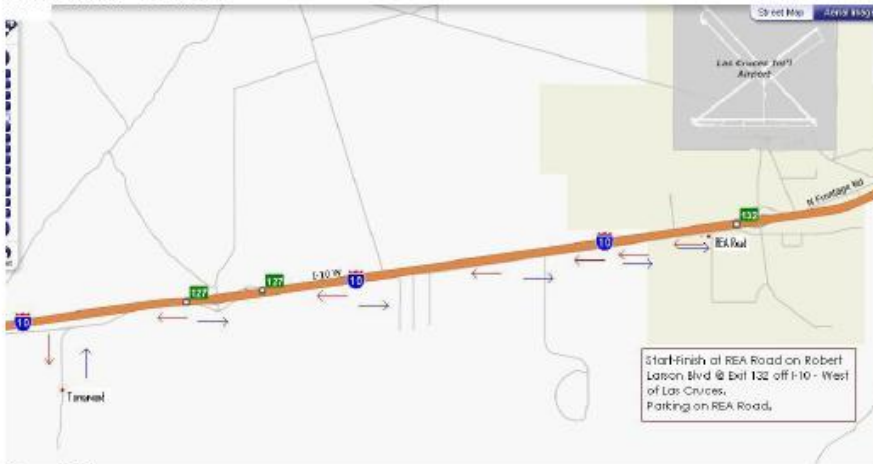 Street Map Aerial Imag
Las Cruces Int'l
Airport
N Frontage Rd
132
10
REA Road
I-10 W
10
127
127
10
Start-Finish at REA Road on Robert
Larson Blvd @ Exit 132 off I-10 - West
of Las Cruces.
Parking on REA Road.